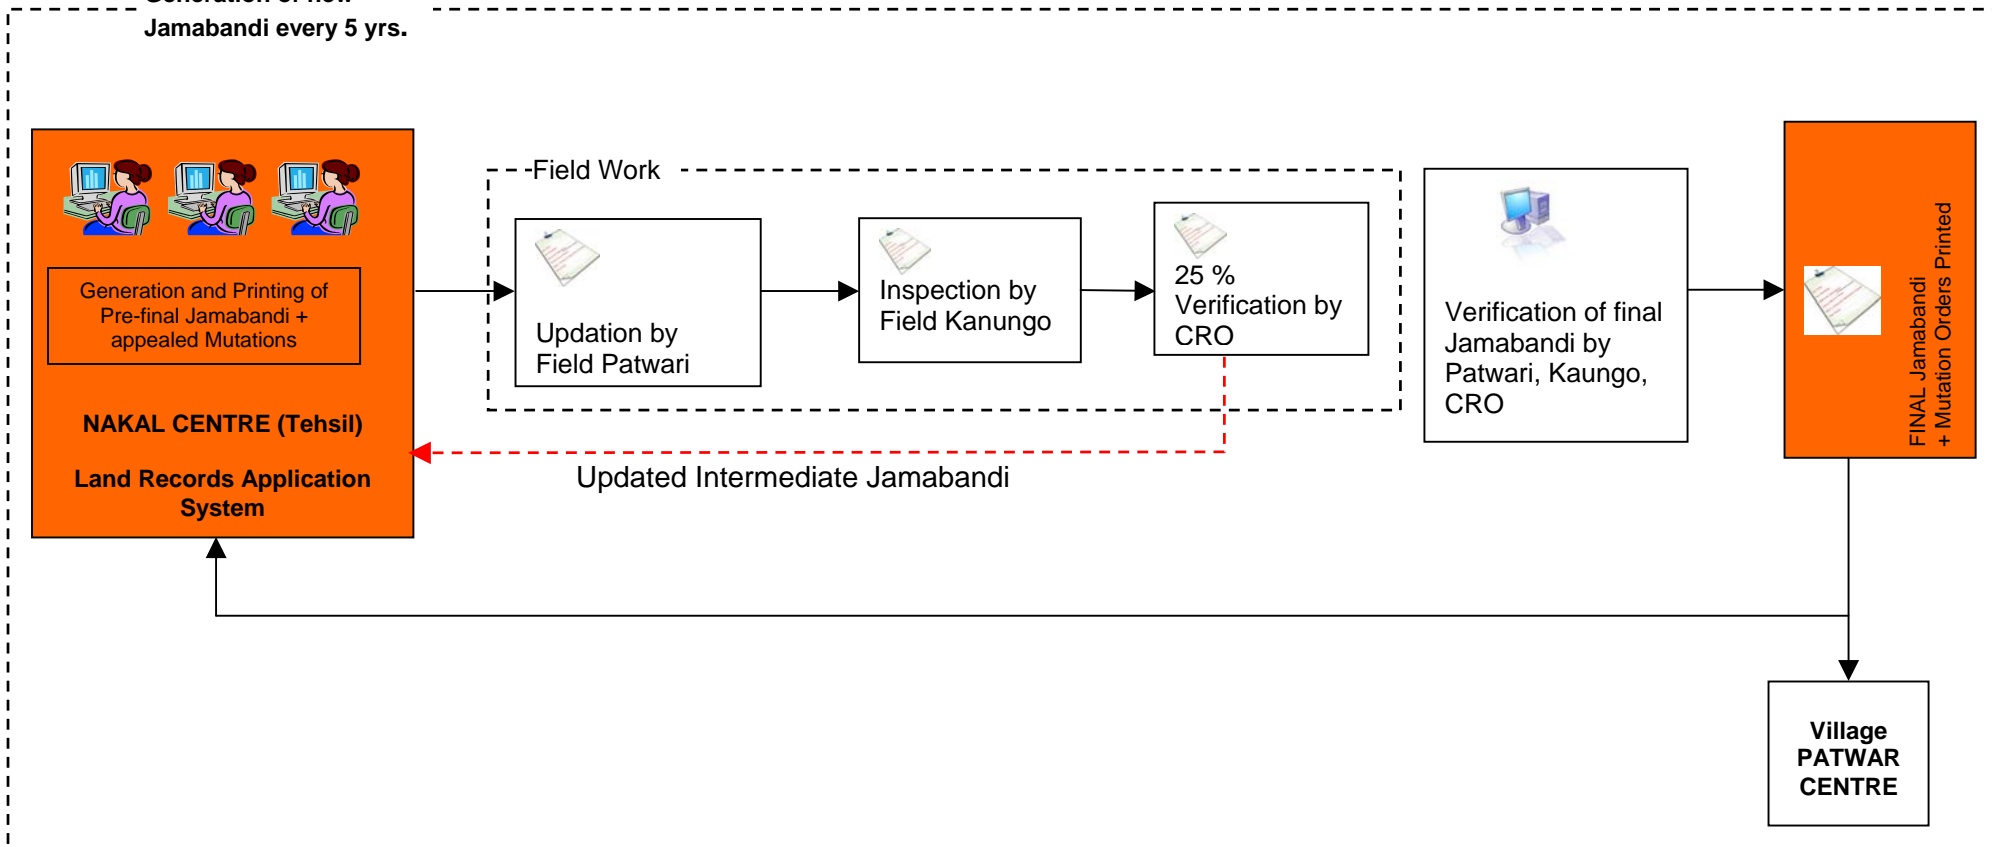 Jamabandi every 5 yrs.
Field Work
Generation and Printing of
Pre-final Jamabandi +
appealed Mutations
NAKAL CENTRE (Tehsil)
Land Records Application
System
Updation by
Field Patwari
Inspection by
Field Kanungo
25 %
Verification by
CRO
Updated Intermediate Jamabandi
Verification of final
Jamabandi by
Patwari, Kaungo,
CRO
FINAL Jamabandi
+ Mutation Orders Printed
Village
PATWAR
CENTRE